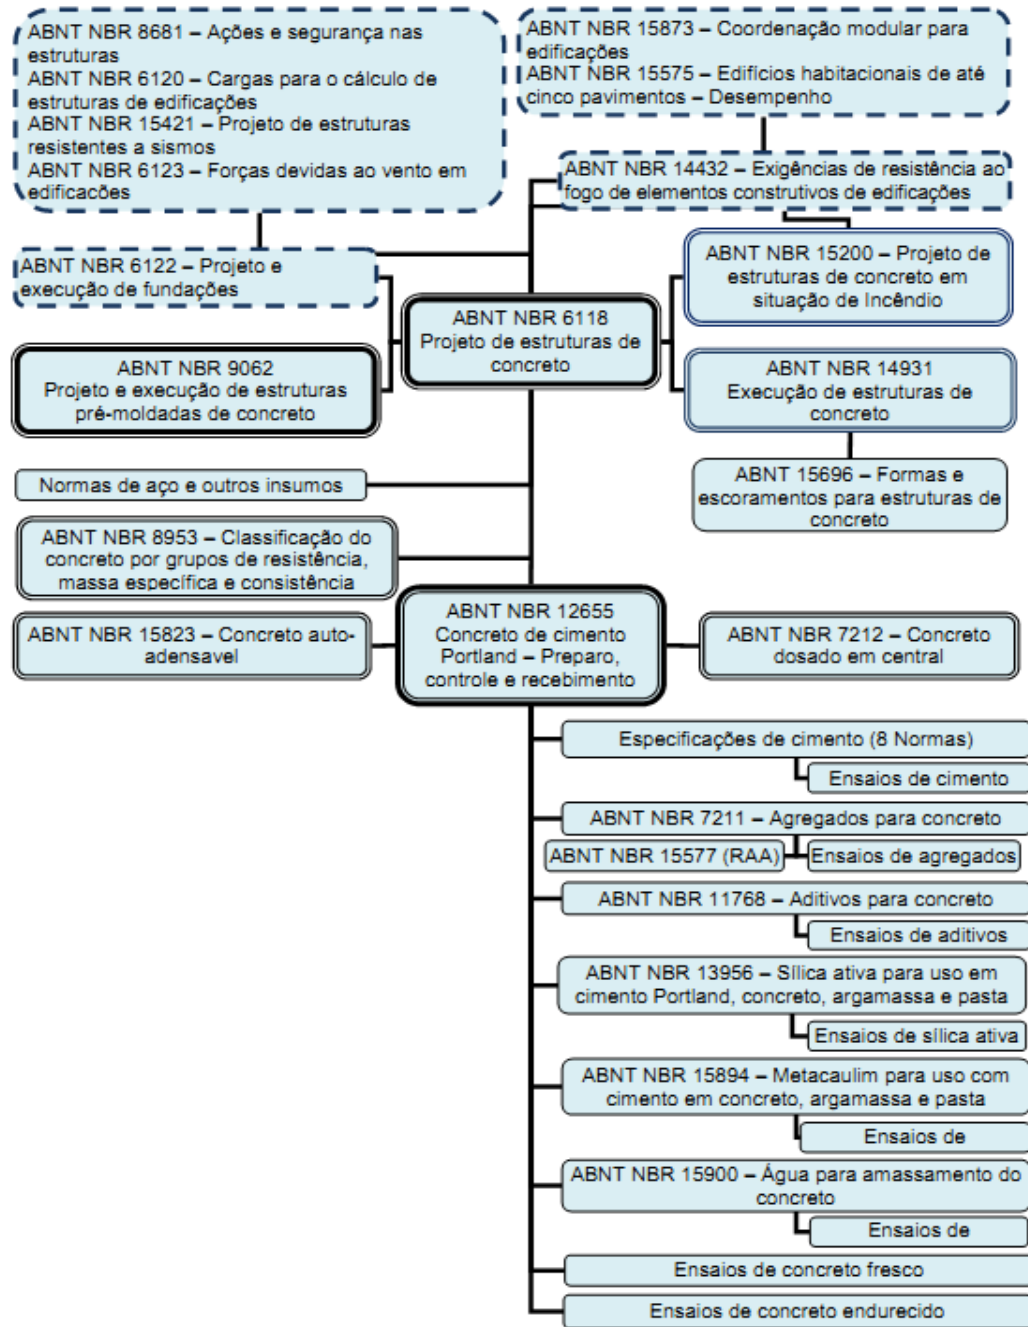 ABNT NBR 8681 – Ações e segurança nas
estruturas
ABNT NBR 6120 – Cargas para o cálculo de
estruturas de edificações
ABNT NBR 15421 – Projeto de estruturas
resistentes a sismos
ABNT NBR 6123 – Forças devidas ao vento em
edificacões
ABNT NBR 15873 – Coordenação modular para
edificações
ABNT NBR 15575 – Edifícios habitacionais de até
cinco pavimentos – Desempenho
ABNT NBR 14432 – Exigências de resistência ao
fogo de elementos construtivos de edificações
ABNT NBR 6122 – Projeto e
execução de fundações
ABNT NBR 15200 – Projeto de
estruturas de concreto em
situação de Incêndio
ABNT NBR 6118
Projeto de estruturas de
concreto
ABNT NBR 9062
Projeto e execução de estruturas
pré-moldadas de concreto
ABNT NBR 14931
Execução de estruturas de
concreto
ABNT 15696 – Formas e
escoramentos para estruturas de
concreto
Normas de aço e outros insumos
ABNT NBR 8953 – Classificação do
concreto por grupos de resistência,
massa específica e consistência
ABNT NBR 12655
Concreto de cimento
Portland – Preparo,
controle e recebimento
ABNT NBR 15823 – Concreto auto-
adensavel
ABNT NBR 7212 – Concreto
dosado em central
Especificações de cimento (8 Normas)
Ensaios de cimento
ABNT NBR 7211 – Agregados para concreto
ABNT NBR 15577 (RAA)
Ensaios de agregados
ABNT NBR 11768 – Aditivos para concreto
Ensaios de aditivos
ABNT NBR 13956 – Sílica ativa para uso em
cimento Portland, concreto, argamassa e pasta
Ensaios de sílica ativa
ABNT NBR 15894 – Metacaulim para uso com
cimento em concreto, argamassa e pasta
Ensaios de
ABNT NBR 15900 – Água para amassamento do
concreto
Ensaios de
Ensaios de concreto fresco
Ensaios de concreto endurecido